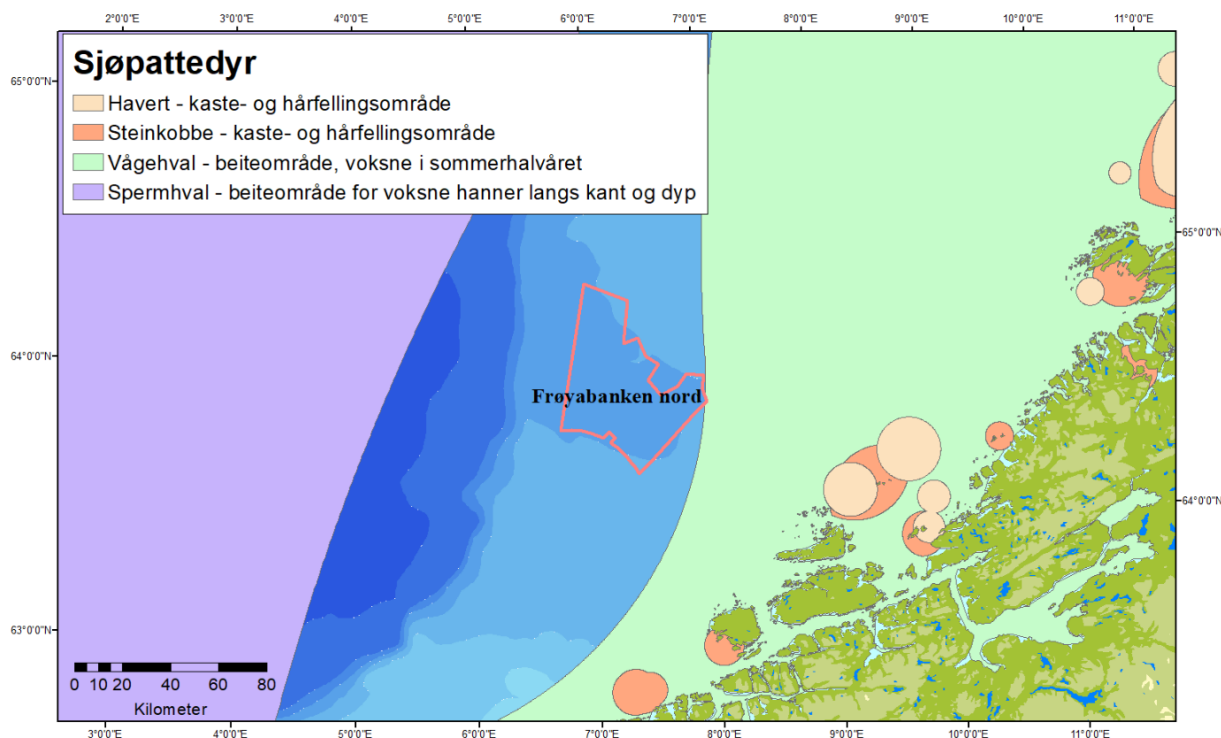 2°0'0"E 3°0'0"E 4°0'0"E 5°0'0"E 6°0'0"E 7°0'0"E 8°0'0"E 9°0'0"E 10°0'0"E 11°0'0"E
Sjøpattedyr
Havert - kaste- og hårfellingsområde
Steinkobbe - kaste- og hårfellingsområde
Vågehval - beiteområde, voksne i sommerhalvåret
Spermhval - beiteområde for voksne hanner langs kant og dyp
65°0'0"N
65°0'0"N
64°0'0"N
Frøyabanken nord
64°0'0"N
63°0'0"N
0 10 20 40 60 80
Kilometer
3°0'0"E 4°0'0"E 5°0'0"E 6°0'0"E 7°0'0"E 8°0'0"E 9°0'0"E 10°0'0"E 11°0'0"E